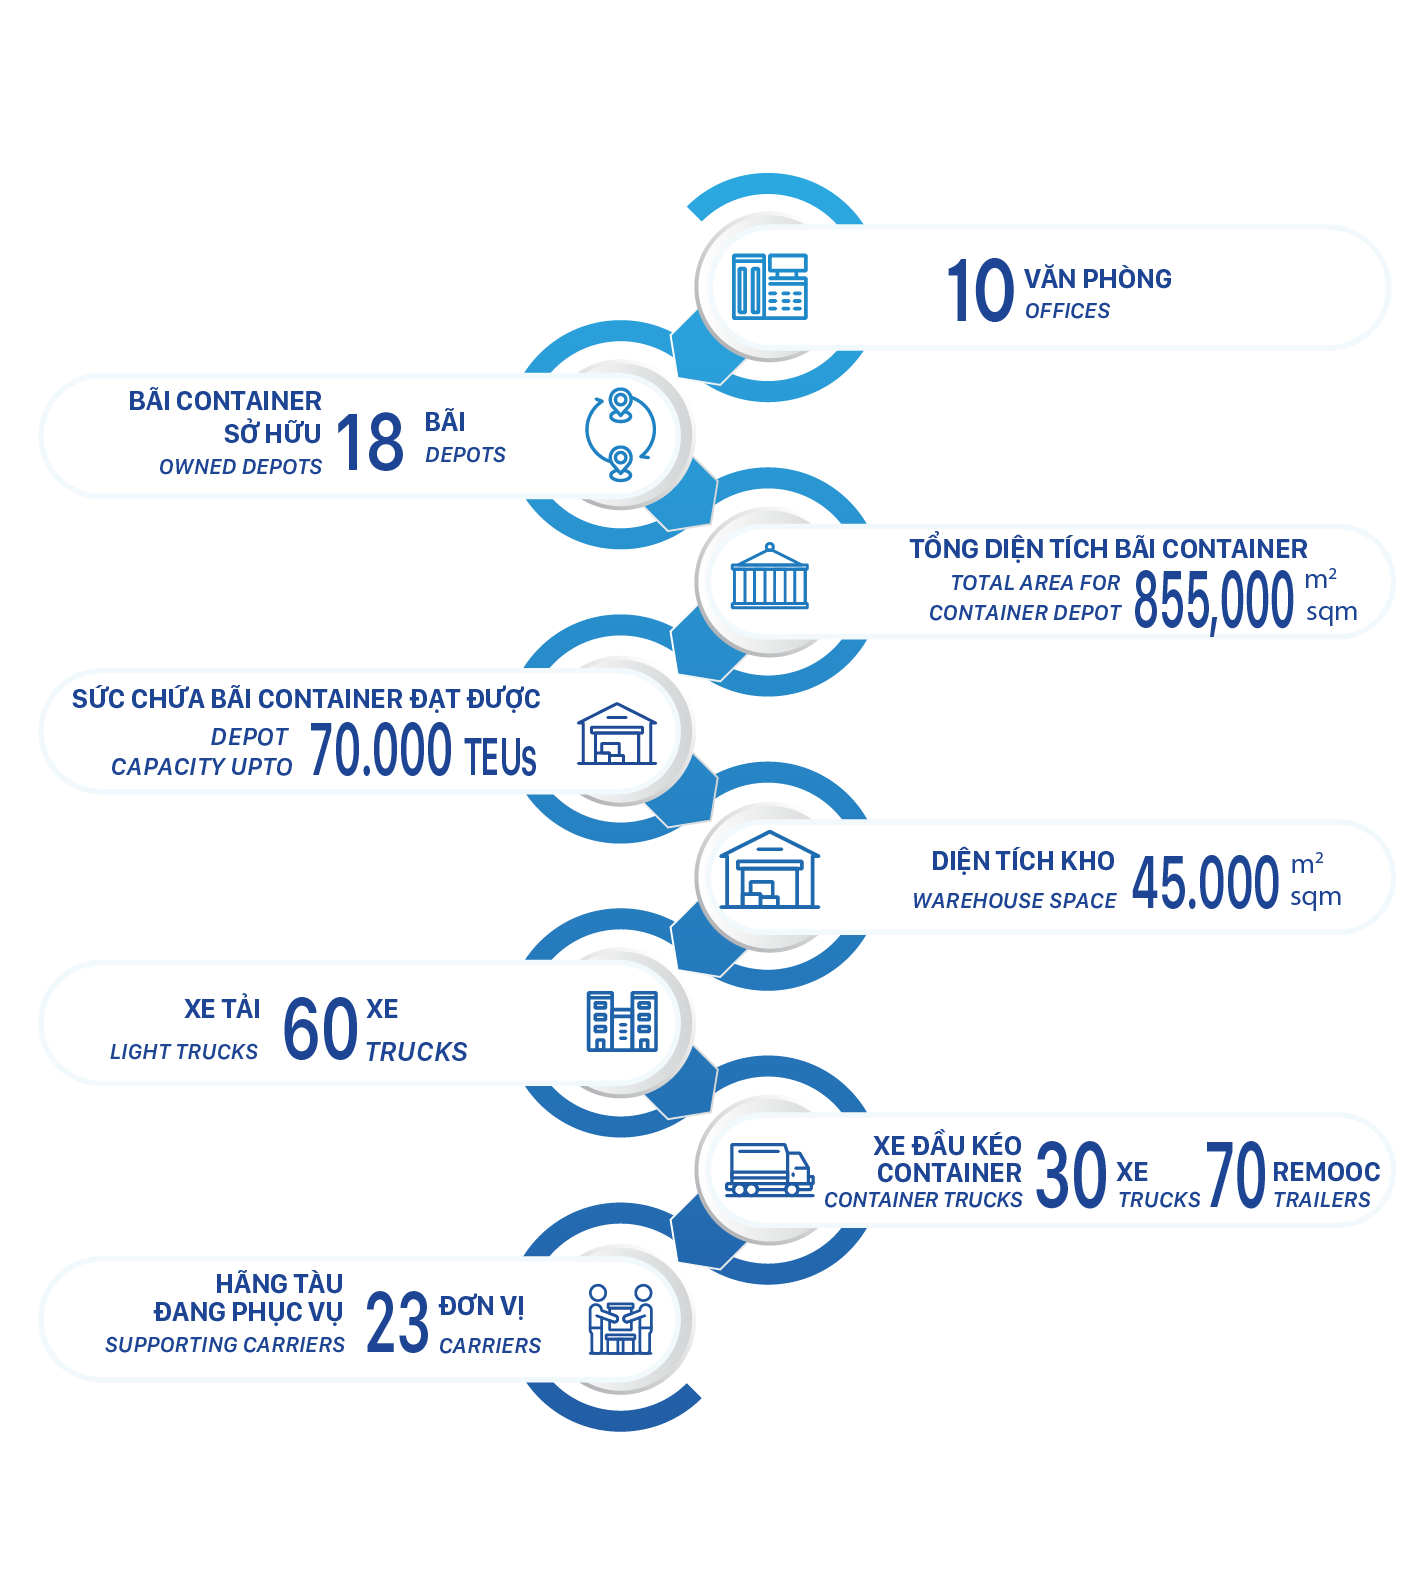 10 VĂN PHÒNG
OFFICES
BÃI CONTAINER
SỞ HỮU
OWNED DEPOTS
18 BÃI
DEPOTS
TỔNG DIỆN TÍCH BÃI CONTAINER
TOTAL AREA FOR
CONTAINER DEPOT
855,000 m²
sqm
SỨC CHỨA BÃI CONTAINER ĐẠT ĐƯỢC
DEPOT
CAPACITY UPTO
70.000 TEUs
DIỆN TÍCH KHO
WAREHOUSE SPACE
45.000 m²
sqm
XE TẢI
LIGHT TRUCKS
60 XE
TRUCKS
XE ĐẦU KÉO
CONTAINER
CONTAINER TRUCKS
30 XE
TRUCKS
70 REMOOC
TRAILERS
HÃNG TÀU
ĐANG PHỤC VỤ
SUPPORTING CARRIERS
23 ĐƠN VỊ
CARRIERS